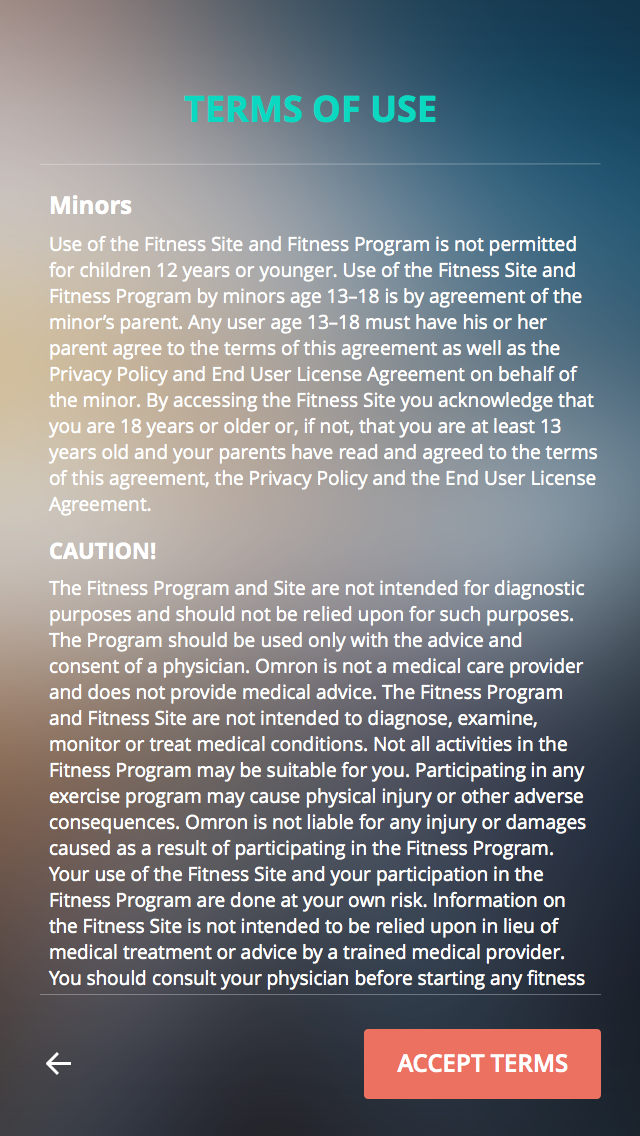 TERMS OF USE
Minors
Use of the Fitness Site and Fitness Program is not permitted
for children 12 years or younger. Use of the Fitness Site and
Fitness Program by minors age 13–18 is by agreement of the
minor’s parent. Any user age 13–18 must have his or her
parent agree to the terms of this agreement as well as the
Privacy Policy and End User License Agreement on behalf of
the minor. By accessing the Fitness Site you acknowledge that
you are 18 years or older or, if not, that you are at least 13
years old and your parents have read and agreed to the terms
of this agreement, the Privacy Policy and the End User License
Agreement.
CAUTION!
The Fitness Program and Site are not intended for diagnostic
purposes and should not be relied upon for such purposes.
The Program should be used only with the advice and
consent of a physician. Omron is not a medical care provider
and does not provide medical advice. The Fitness Program
and Fitness Site are not intended to diagnose, examine,
monitor or treat medical conditions. Not all activities in the
Fitness Program may be suitable for you. Participating in any
exercise program may cause physical injury or other adverse
consequences. Omron is not liable for any injury or damages
caused as a result of participating in the Fitness Program.
Your use of the Fitness Site and your participation in the
Fitness Program are done at your own risk. Information on
the Fitness Site is not intended to be relied upon in lieu of
medical treatment or advice by a trained medical provider.
You should consult your physician before starting any fitness
ACCEPT TERMS